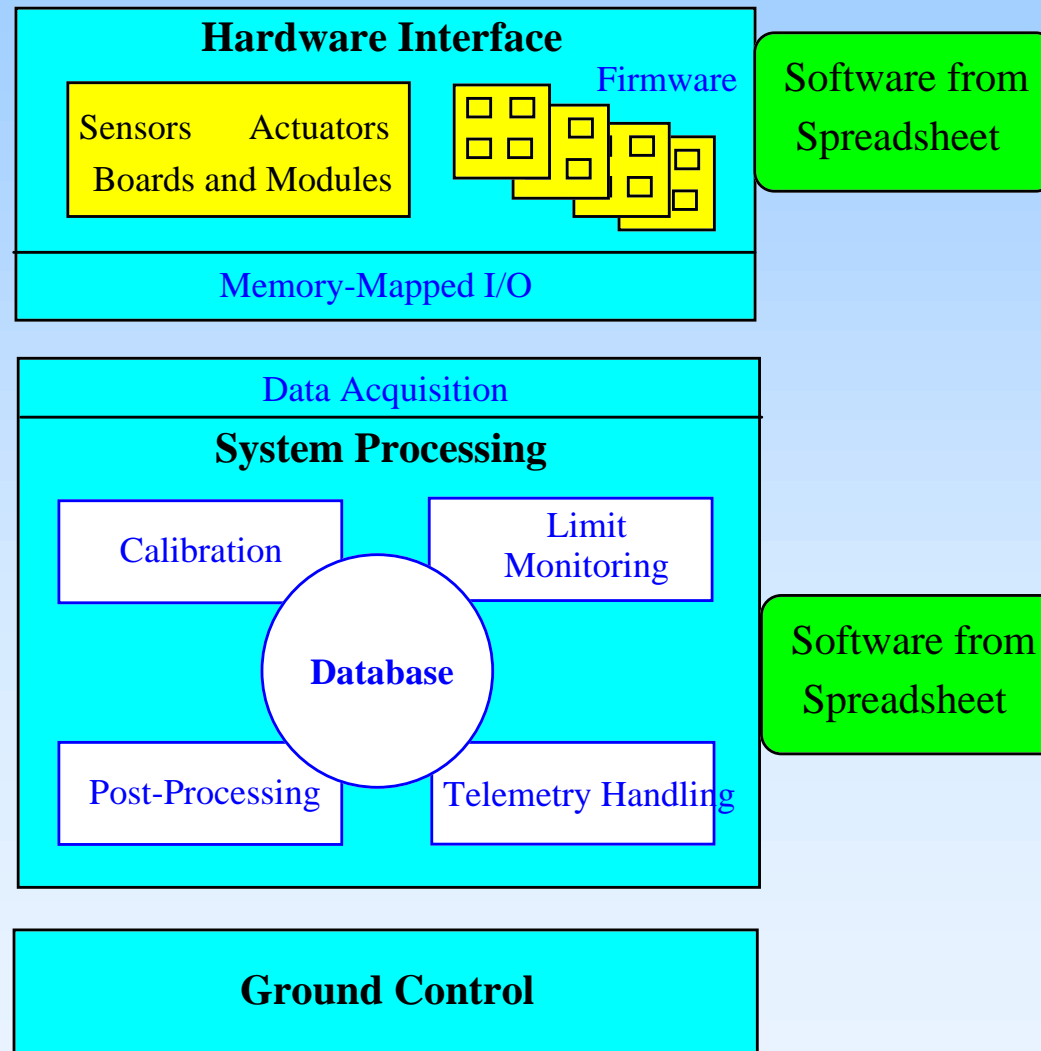 Hardware Interface
Firmware
Software from
Spreadsheet
Sensors Actuators
Boards and Modules
Memory-Mapped I/O
Data Acquisition
System Processing
Calibration
Limit
Monitoring
Database
Software from
Spreadsheet
Post-Processing
Telemetry Handling
Ground Control